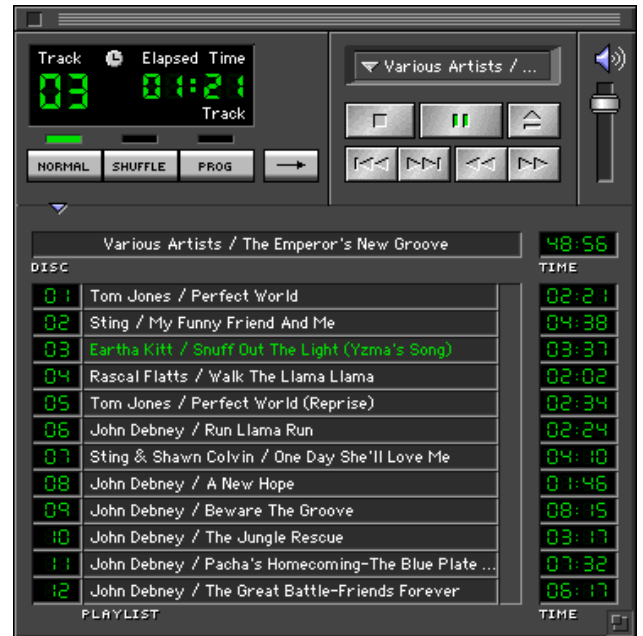 Track Elapsed Time
03 01:21
Track
Various Artists / ...
NORMAL SHUFFLE PROG
Various Artists / The Emperor's New Groove 48:56
DISC TIME
01 Tom Jones / Perfect World 02:21
02 Sting / My Funny Friend And Me 04:38
03 Eartha Kitt / Snuff Out The Light (Yzma's Song) 03:37
04 Rascal Flatts / Walk The Llama Llama 02:02
05 Tom Jones / Perfect World (Reprise) 02:34
06 John Debney / Run Llama Run 02:24
07 Sting & Shawn Colvin / One Day She'll Love Me 04:10
08 John Debney / A New Hope 01:46
09 John Debney / Beware The Groove 08:15
10 John Debney / The Jungle Rescue 03:17
11 John Debney / Pacha's Homecoming-The Blue Plate ... 07:32
12 John Debney / The Great Battle-Friends Forever 06:17
PLAYLIST TIME